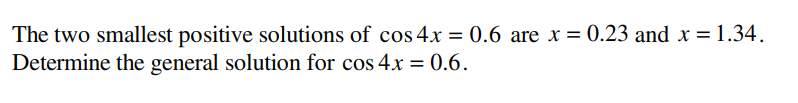 The two smallest positive solutions of cos 4x = 0.6 are x = 0.23 and x = 1.34.
Determine the general solution for cos 4x = 0.6.